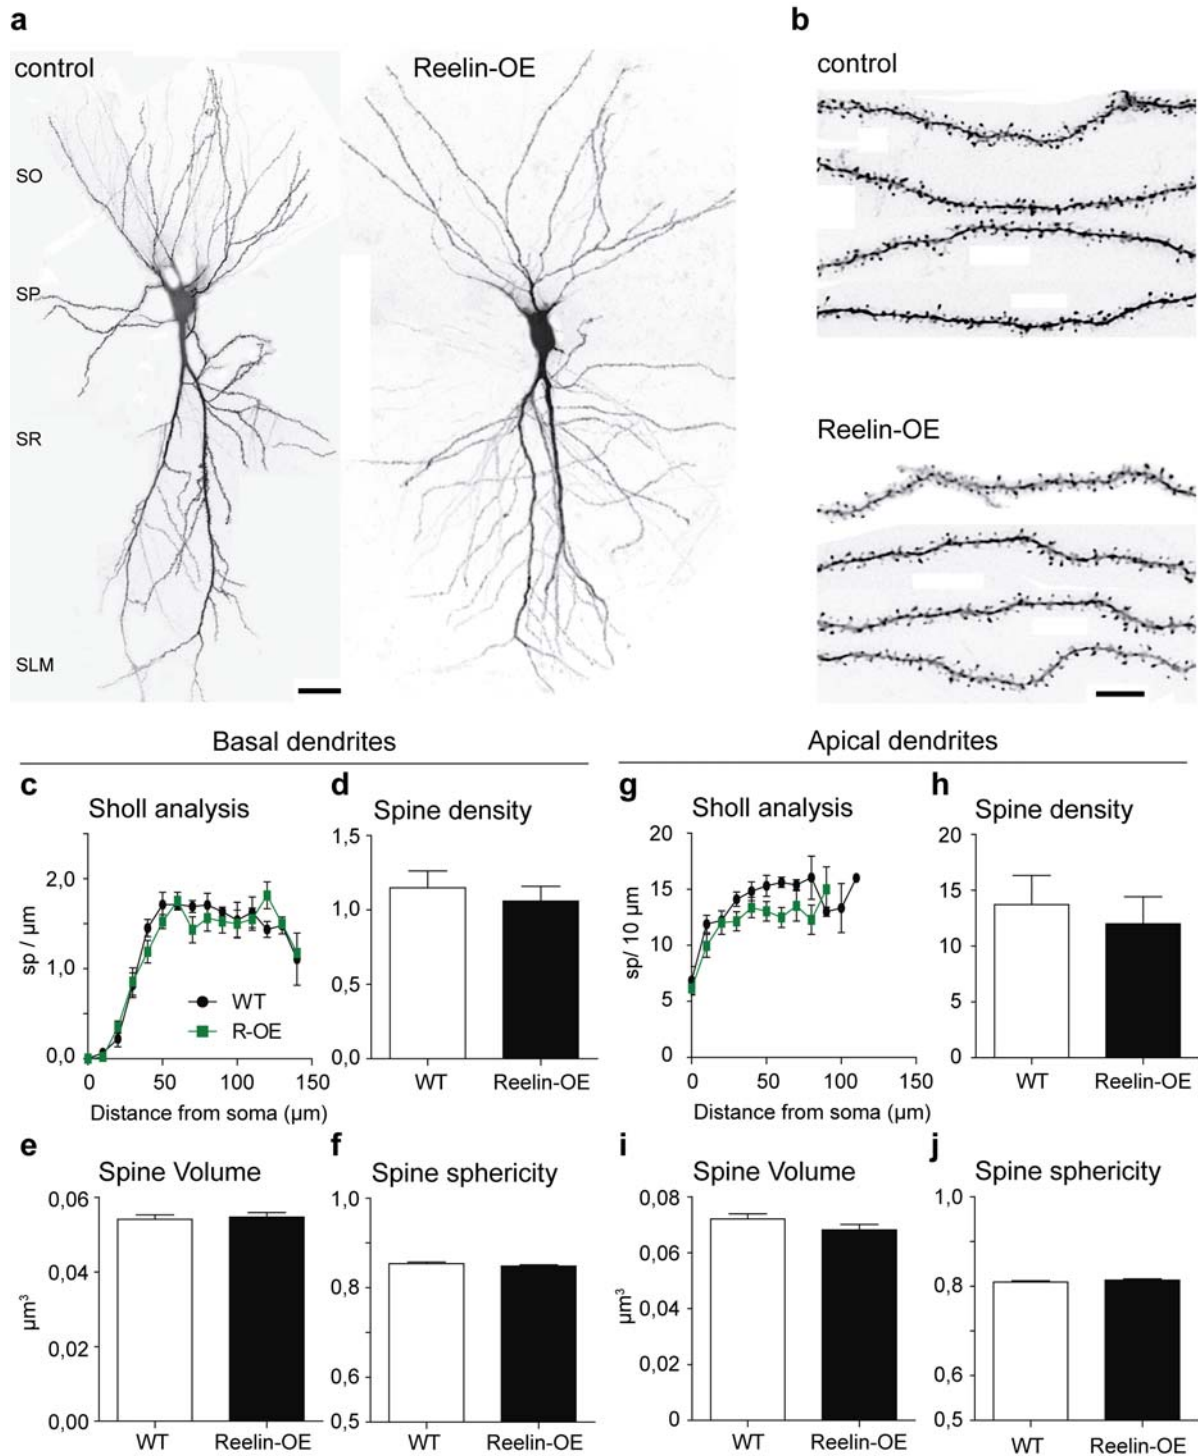 a
control
Reelin-OE
SO
SP
SR
SLM
b
control
Reelin-OE
Basal dendrites
c
Sholl analysis
sp / µm
2,0
1,0
0,0
WT
R-OE
0
50
100
150
Distance from soma (µm)
d
Spine density
1,5
1,0
0,5
0,0
WT
Reelin-OE
Apical dendrites
g
Sholl analysis
sp/ 10 µm
20
15
10
5
0
0
50
100
150
Distance from soma (µm)
h
Spine density
20
15
10
5
0
WT
Reelin-OE
e
Spine Volume
µm³
0,06
0,04
0,02
0,00
WT
Reelin-OE
f
Spine sphericity
1,0
0,8
0,6
0,5
WT
Reelin-OE
i
Spine Volume
µm³
0,08
0,06
0,04
0,02
0
WT
Reelin-OE
j
Spine sphericity
1,0
0,8
0,6
0,5
WT
Reelin-OE